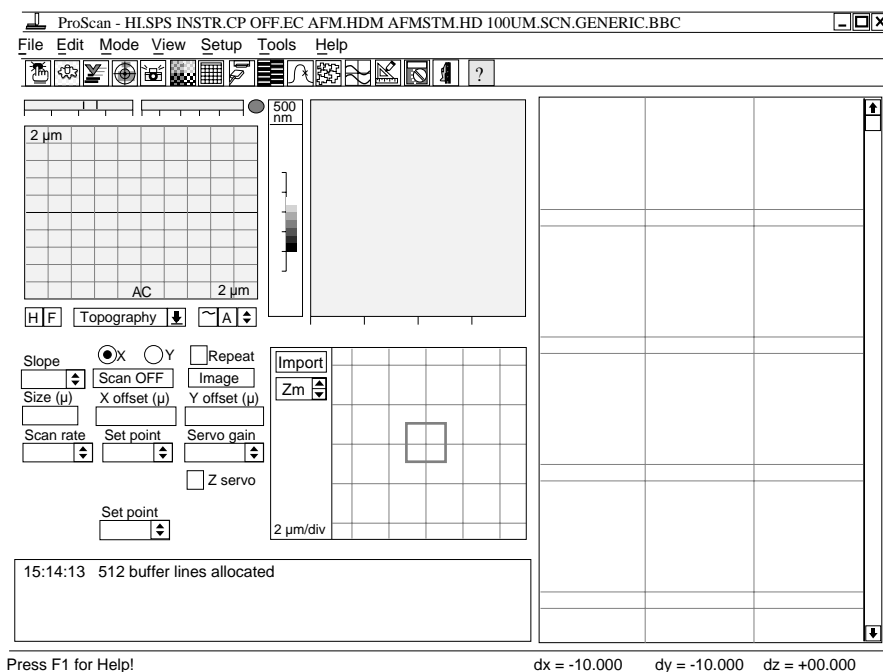 ProScan - HI.SPS INSTR.CP OFF.EC AFM.HDM AFMSTM.HD 100UM.SCN.GENERIC.BBC
File Edit Mode View Setup Tools Help
?
500
nm
2 µm
AC 2 µm
H F Topography ~ A
Slope X Y Repeat
Scan OFF Image
Size (µ) X offset (µ) Y offset (µ)
Scan rate Set point Servo gain
Z servo
Set point
Import
Zm
2 µm/div
15:14:13 512 buffer lines allocated
Press F1 for Help! dx = -10.000 dy = -10.000 dz = +00.000